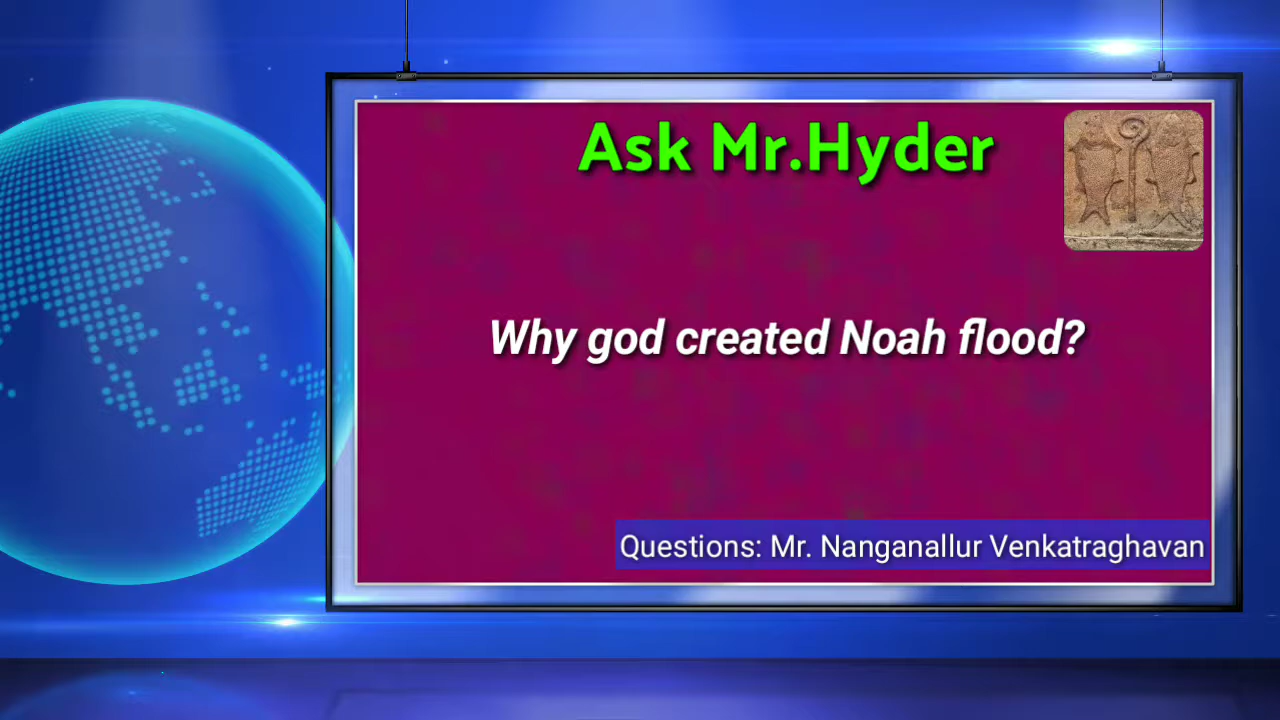 Ask Mr.Hyder
Why god created Noah flood?
Questions: Mr. Nanganallur Venkatraghavan